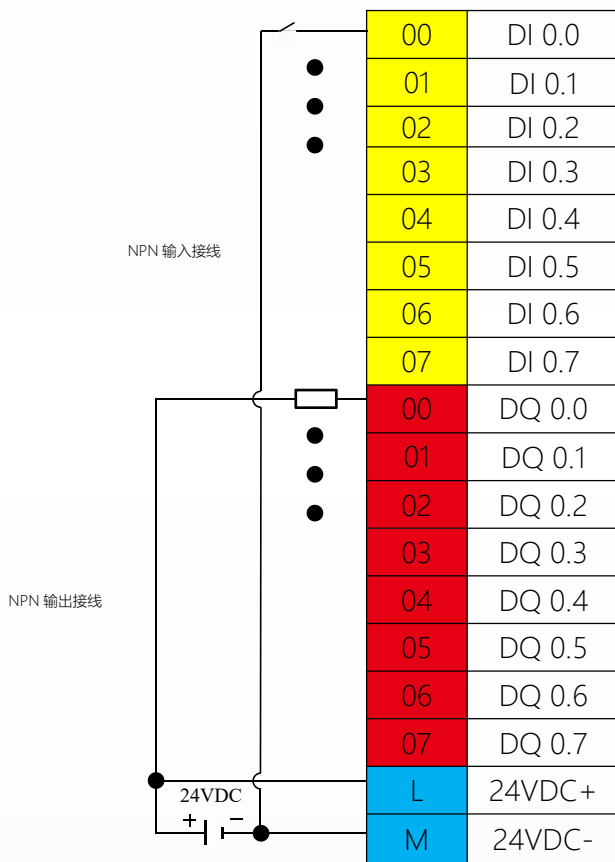 00 DI 0.0
01 DI 0.1
02 DI 0.2
03 DI 0.3
04 DI 0.4
NPN 输入接线
05 DI 0.5
06 DI 0.6
07 DI 0.7
00 DQ 0.0
01 DQ 0.1
02 DQ 0.2
03 DQ 0.3
NPN 输出接线
04 DQ 0.4
05 DQ 0.5
06 DQ 0.6
07 DQ 0.7
24VDC
L 24VDC+
+ −
M 24VDC-